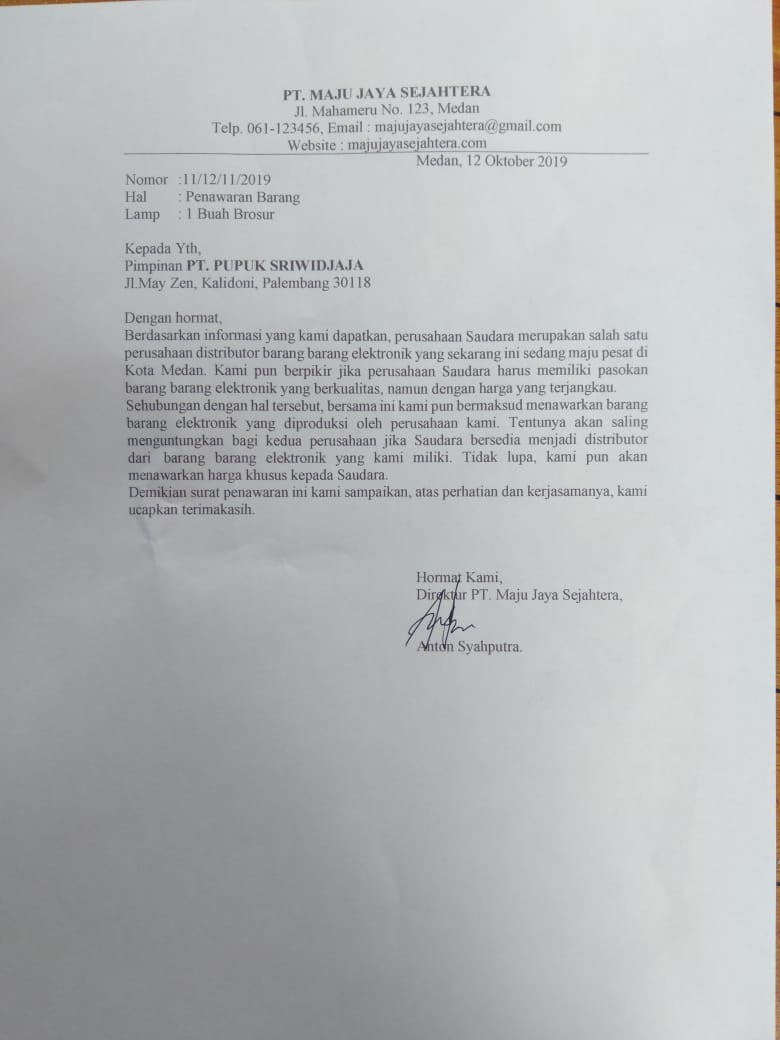 PT. MAJU JAYA SEJAHTERA
Jl. Mahameru No. 123, Medan
Telp. 061-123456, Email : majujayasejahtera@gmail.com
Website : majujayasejahtera.com
Medan, 12 Oktober 2019
Nomor :11/12/11/2019
Hal : Penawaran Barang
Lamp : 1 Buah Brosur
Kepada Yth,
Pimpinan PT. PUPUK SRIWIDJAJA
Jl.May Zen, Kalidoni, Palembang 30118
Dengan hormat,
Berdasarkan informasi yang kami dapatkan, perusahaan Saudara merupakan salah satu
perusahaan distributor barang barang elektronik yang sekarang ini sedang maju pesat di
Kota Medan. Kami pun berpikir jika perusahaan Saudara harus memiliki pasokan
barang barang elektronik yang berkualitas, namun dengan harga yang terjangkau.
Sehubungan dengan hal tersebut, bersama ini kami pun bermaksud menawarkan barang
barang elektronik yang diproduksi oleh perusahaan kami. Tentunya akan saling
menguntungkan bagi kedua perusahaan jika Saudara bersedia menjadi distributor
dari barang barang elektronik yang kami miliki. Tidak lupa, kami pun akan
menawarkan harga khusus kepada Saudara.
Demikian surat penawaran ini kami sampaikan, atas perhatian dan kerjasamanya, kami
ucapkan terimakasih.
Hormat Kami,
Direktur PT. Maju Jaya Sejahtera,
Anton Syahputra.